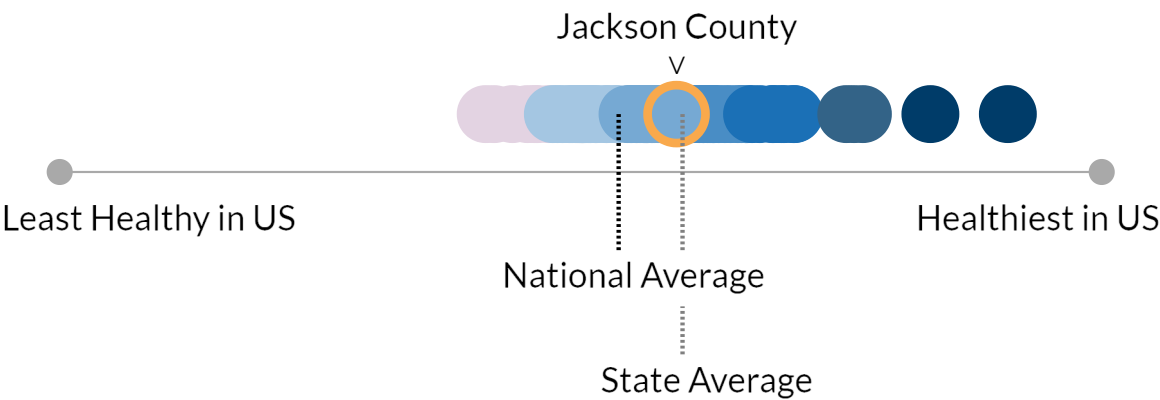 Jackson County
Least Healthy in US
Healthiest in US
National Average
State Average